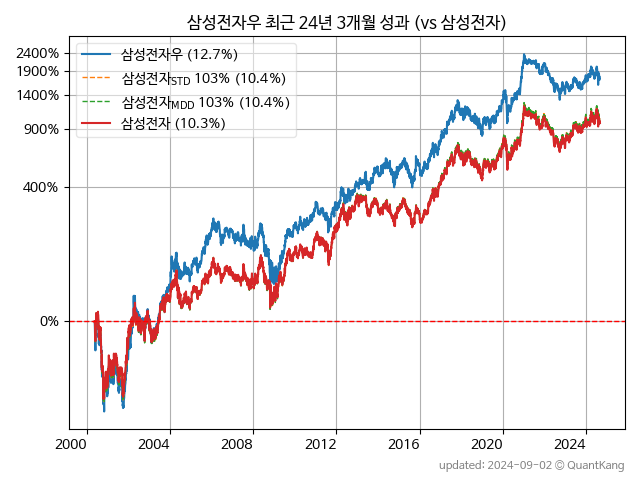 삼성전자우 최근 24년 3개월 성과 (vs 삼성전자)
2400%
1900%
1400%
900%
400%
0%
삼성전자우 (12.7%)
삼성전자STD 103% (10.4%)
삼성전자MDD 103% (10.4%)
삼성전자 (10.3%)
2000 2004 2008 2012 2016 2020 2024
updated: 2024-09-02 © QuantKang